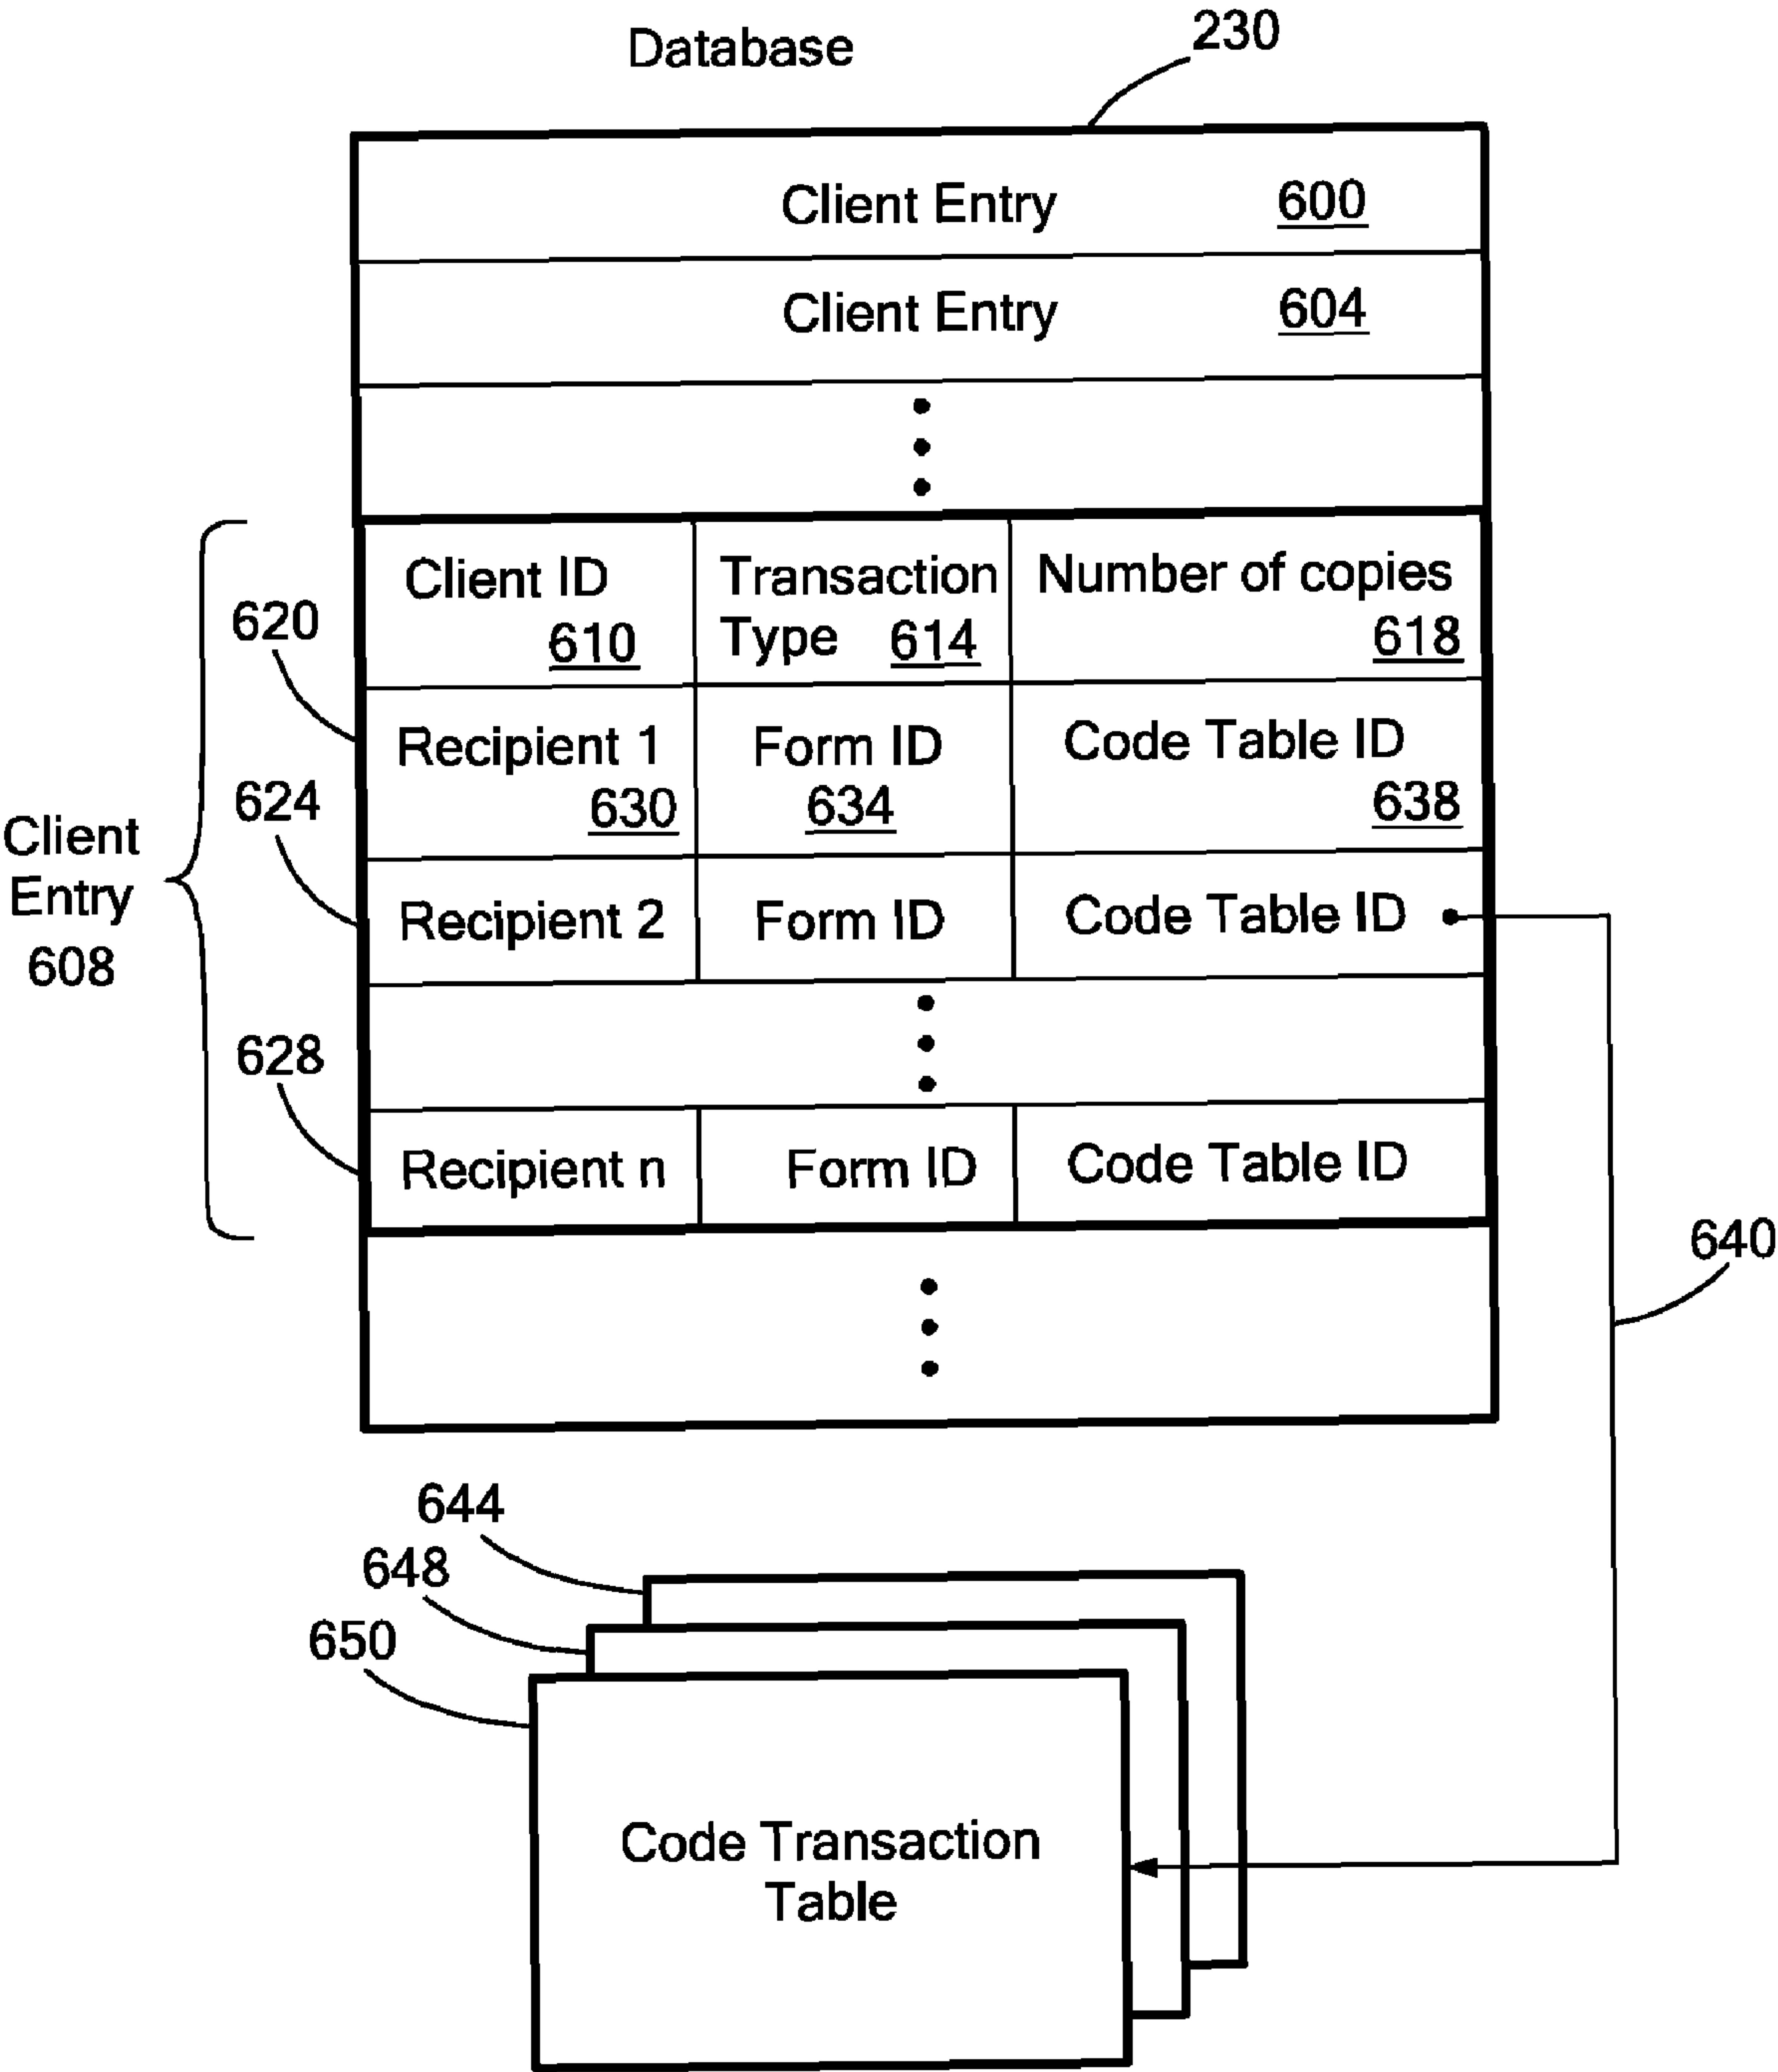 Database
230
Client Entry 600
Client Entry 604
Client ID
610
Transaction
Type 614
Number of copies
618
620
Recipient 1
630
Form ID
634
Code Table ID
638
624
Client
Entry
608
Recipient 2
Form ID
Code Table ID
628
Recipient n
Form ID
Code Table ID
640
644
648
650
Code Transaction
Table